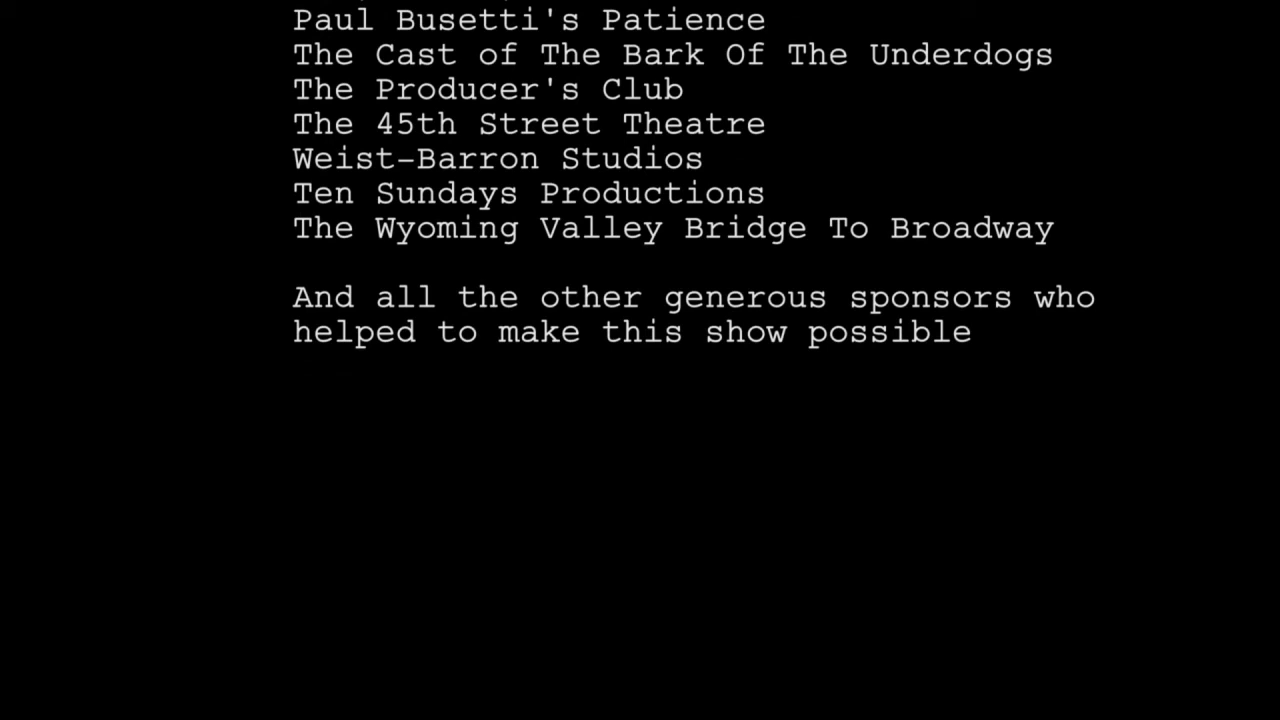 Paul Busetti's Patience
The Cast of The Bark Of The Underdogs
The Producer's Club
The 45th Street Theatre
Weist-Barron Studios
Ten Sundays Productions
The Wyoming Valley Bridge To Broadway
And all the other generous sponsors who
helped to make this show possible